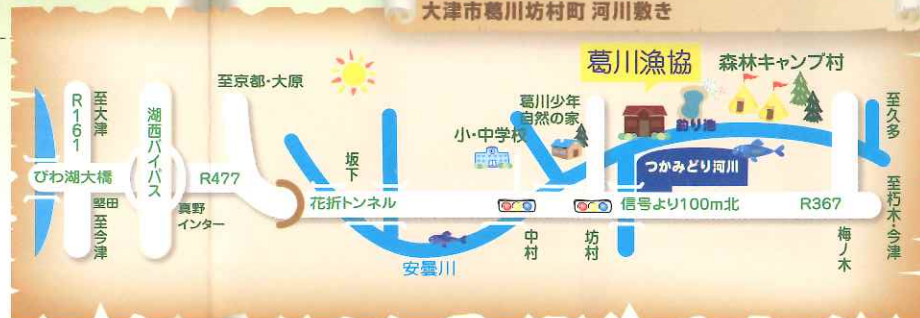 大津市葛川坊村町 河川敷き
葛川漁協
森林キャンプ村
至京都・大原
葛川少年
自然の家
小・中学校
釣り池
至久多
R161
至大津
湖西バイパス
坂下
つかみどり河川
びわ湖大橋
R477
花折トンネル
信号より100m北
R367
堅田
至今津
真野
インター
中村
坊村
梅ノ木
至朽木・今津
安曇川